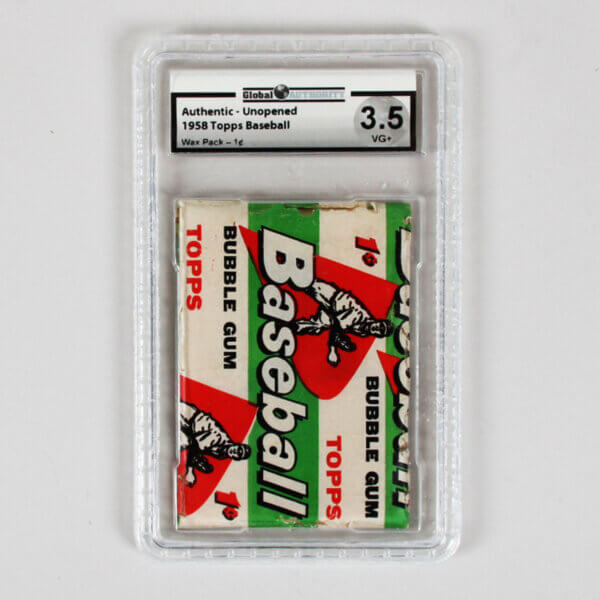 Global AUTHORITY
Authentic - Unopened
1958 Topps Baseball
Wax Pack – 1¢
3.5
VG+
TOPPS
BUBBLE GUM
Baseball
1¢
Baseball
BUBBLE GUM
TOPPS
1¢